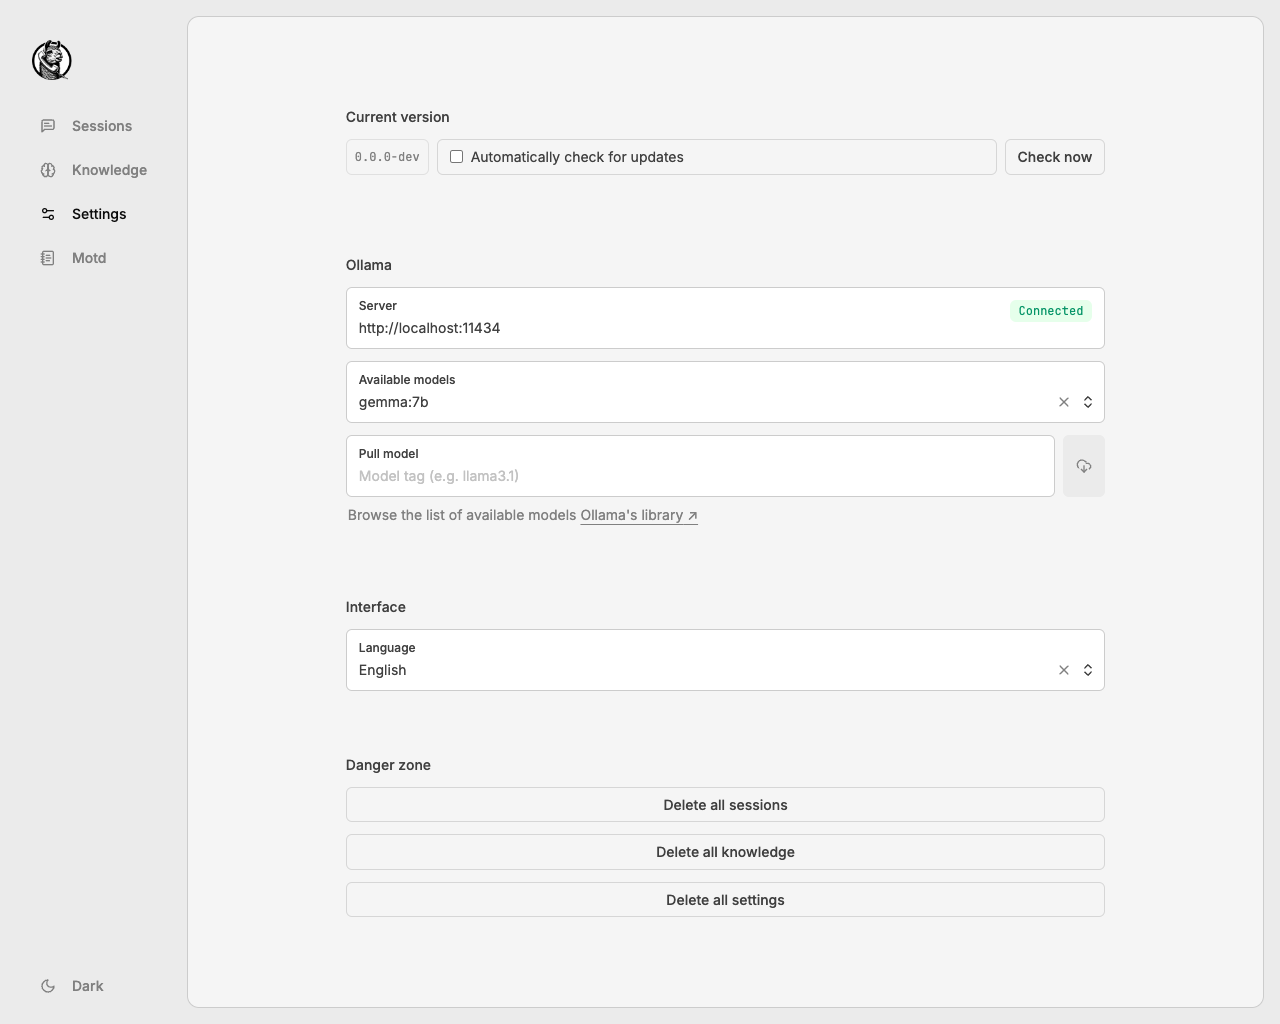 Sessions
Knowledge
Settings
Motd
Dark
Current version
0.0.0-dev
Automatically check for updates
Check now
Ollama
Server
http://localhost:11434
Connected
Available models
gemma:7b
Pull model
Model tag (e.g. llama3.1)
Browse the list of available models Ollama's library ↗
Interface
Language
English
Danger zone
Delete all sessions
Delete all knowledge
Delete all settings